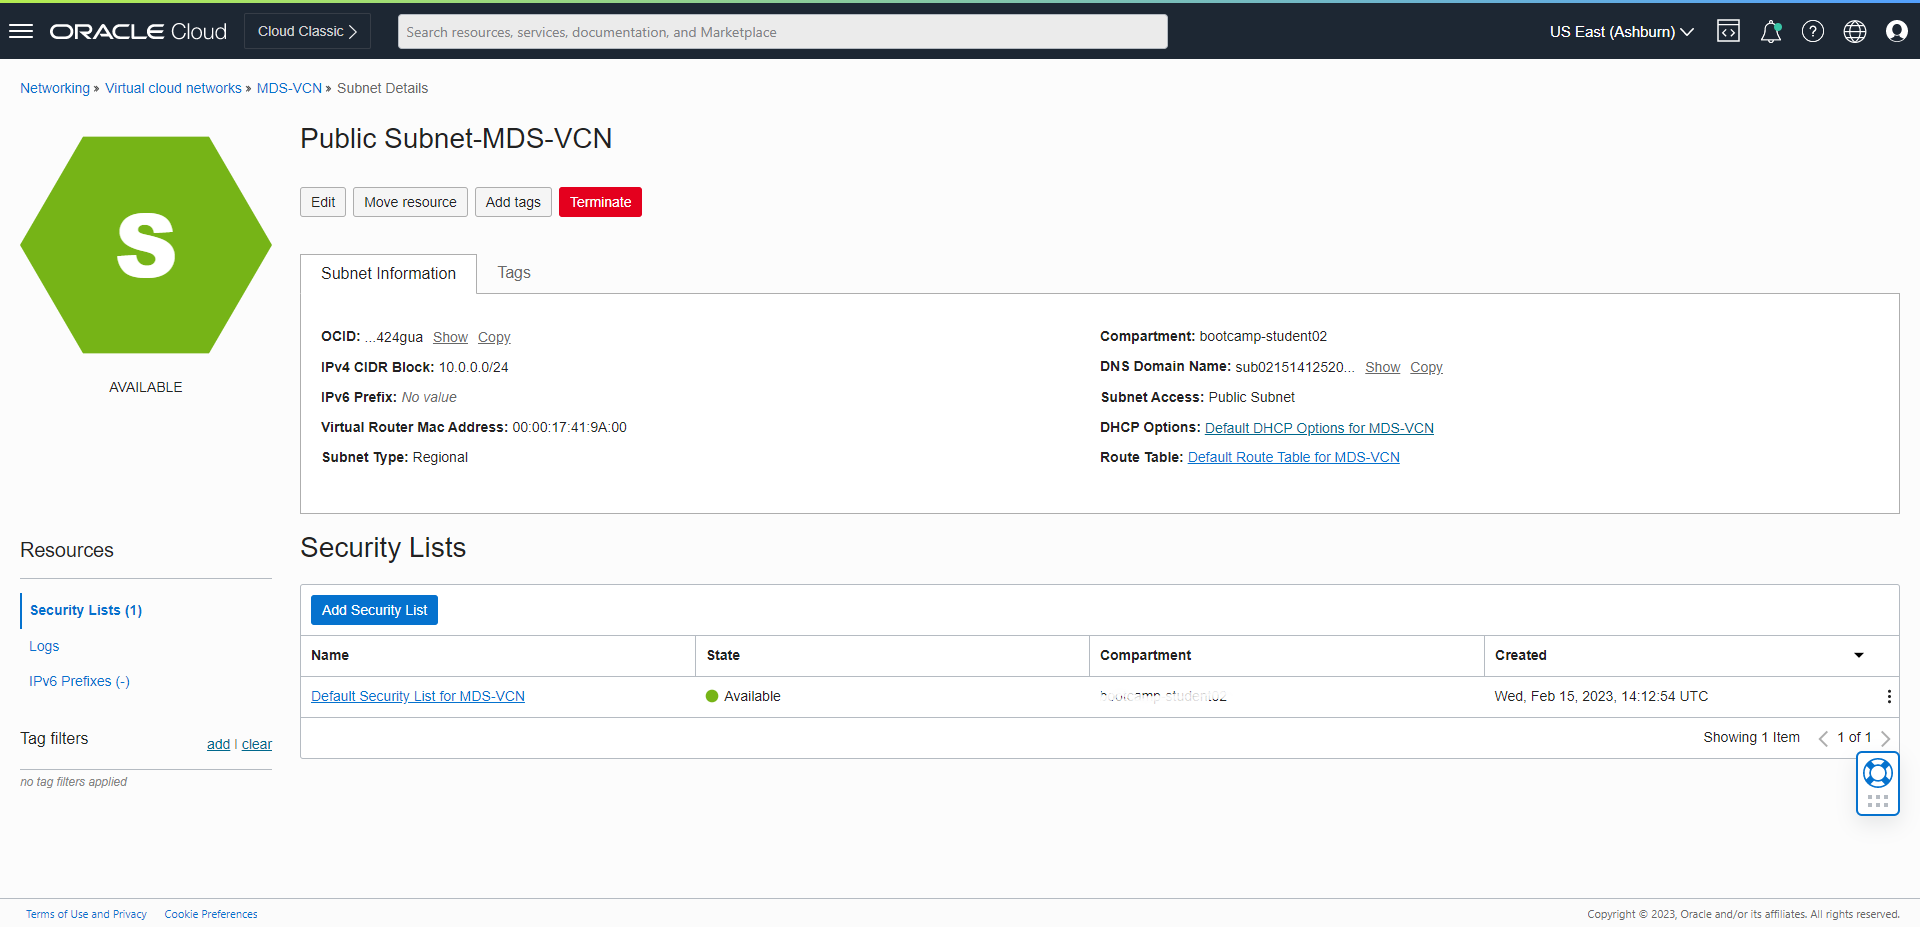 ORACLE Cloud
Cloud Classic
Search resources, services, documentation, and Marketplace
US East (Ashburn)
Networking » Virtual cloud networks » MDS-VCN » Subnet Details
S
AVAILABLE
Public Subnet-MDS-VCN
Edit
Move resource
Add tags
Terminate
Subnet Information
Tags
OCID: ...424gua Show Copy
IPv4 CIDR Block: 10.0.0.0/24
IPv6 Prefix: No value
Virtual Router Mac Address: 00:00:17:41:9A:00
Subnet Type: Regional
Compartment: bootcamp-student02
DNS Domain Name: sub02151412520... Show Copy
Subnet Access: Public Subnet
DHCP Options: Default DHCP Options for MDS-VCN
Route Table: Default Route Table for MDS-VCN
Resources
Security Lists (1)
Logs
IPv6 Prefixes (-)
Tag filters
add | clear
no tag filters applied
Security Lists
Add Security List
Name State Compartment Created
Default Security List for MDS-VCN Available bootcamp-student02 Wed, Feb 15, 2023, 14:12:54 UTC
Showing 1 Item 1 of 1
Terms of Use and Privacy Cookie Preferences
Copyright © 2023, Oracle and/or its affiliates. All rights reserved.